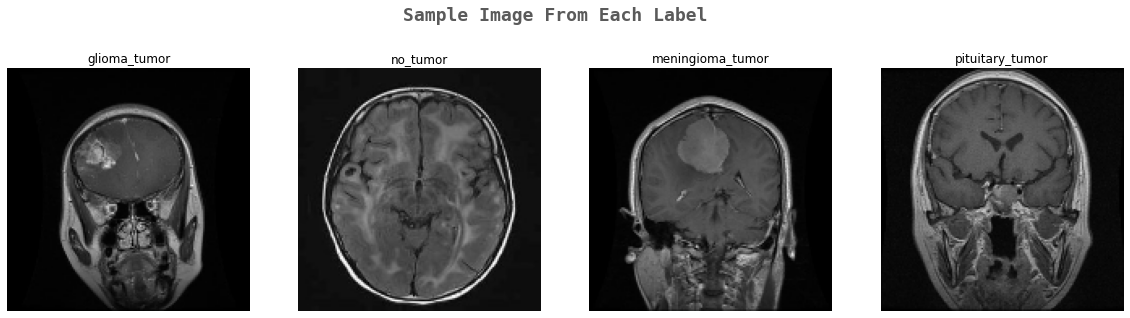 Sample Image From Each Label
glioma_tumor
no_tumor
meningioma_tumor
pituitary_tumor